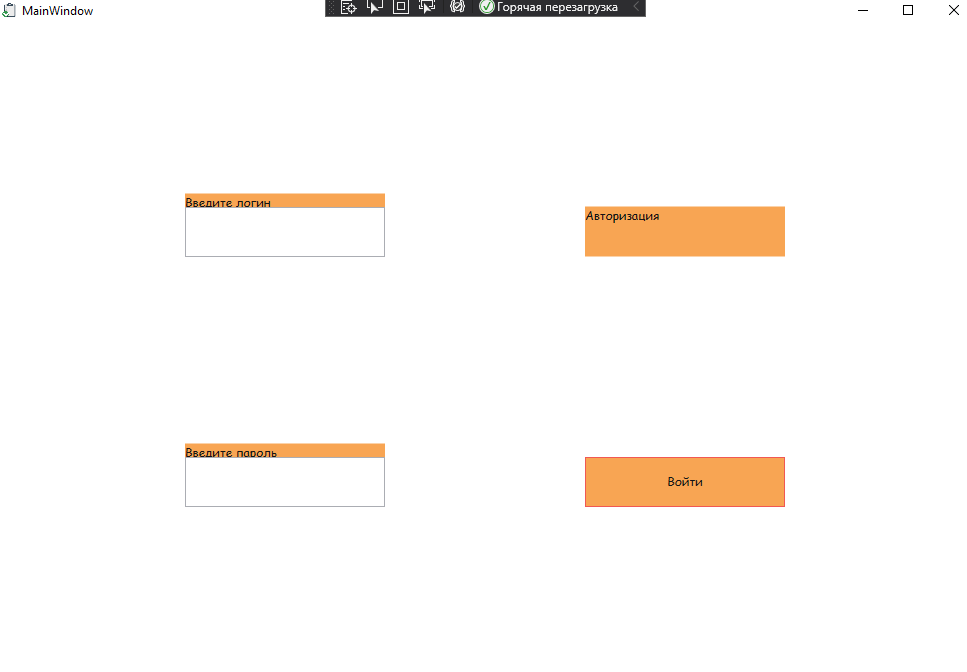 MainWindow
Горячая перезагрузка
Введите логин
Авторизация
Введите пароль
Войти